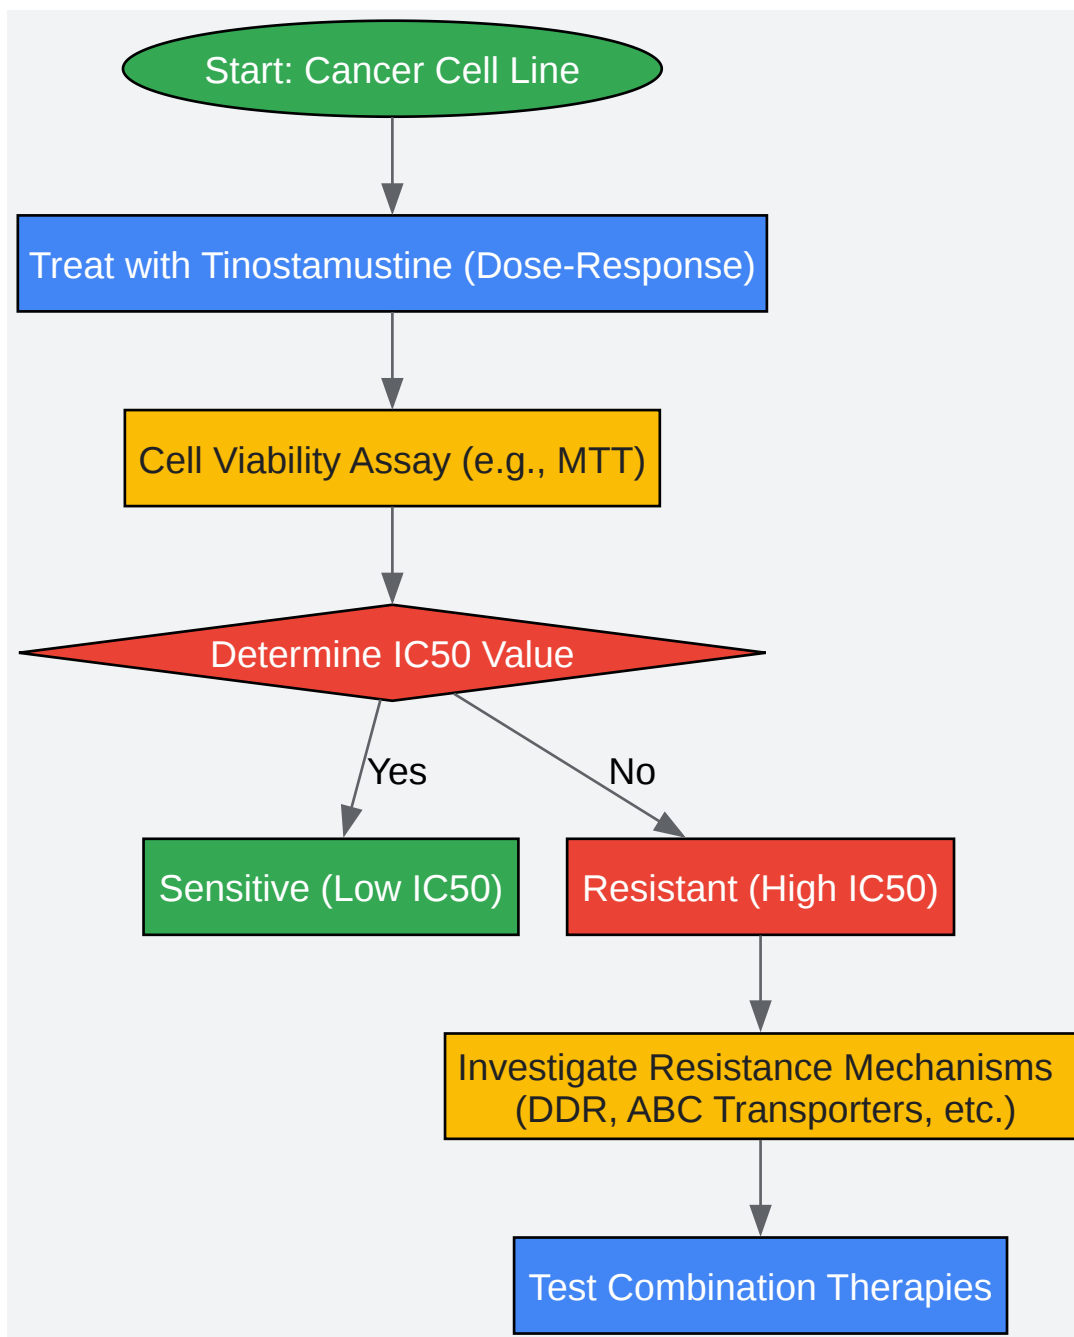 Start: Cancer Cell Line
Treat with Tinostamustine (Dose-Response)
Cell Viability Assay (e.g., MTT)
Determine IC50 Value
Yes
No
Sensitive (Low IC50)
Resistant (High IC50)
Investigate Resistance Mechanisms
(DDR, ABC Transporters, etc.)
Test Combination Therapies